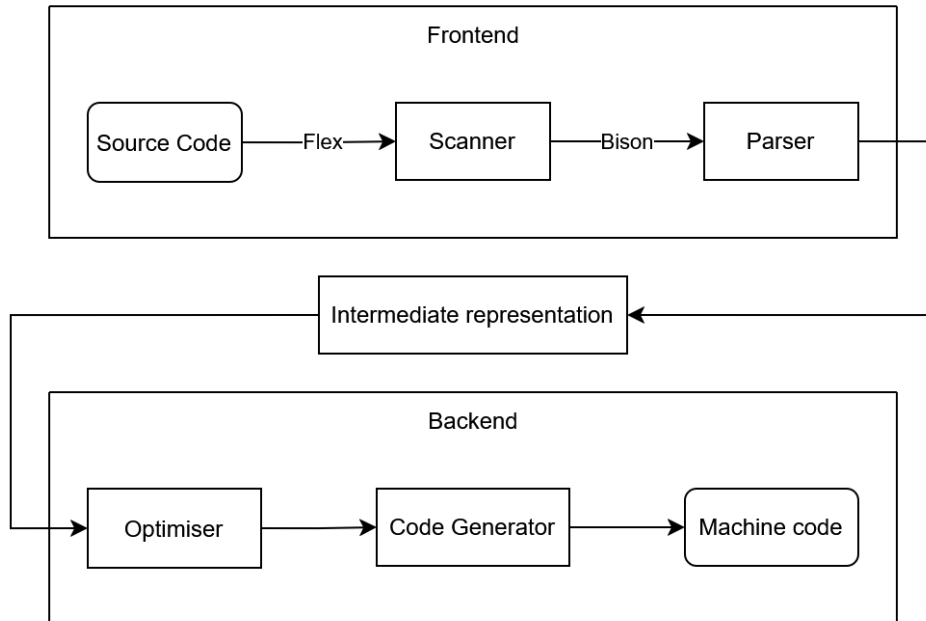 Frontend
Source Code
Flex
Scanner
Bison
Parser
Intermediate representation
Backend
Optimiser
Code Generator
Machine code